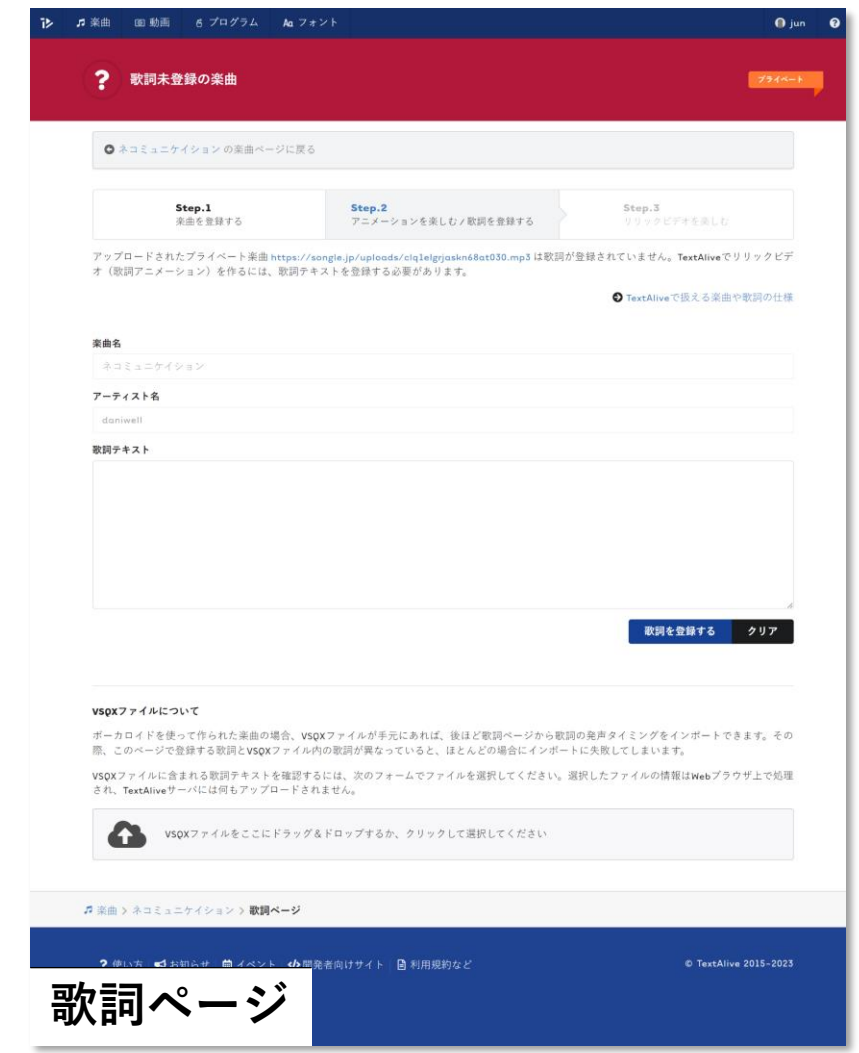 楽曲 動画 プログラム Aa フォント jun
歌詞未登録の楽曲
プライベート
ネコミュニケイション の楽曲ページに戻る
Step.1
楽曲を登録する
Step.2
アニメーションを楽しむ / 歌詞を登録する
Step.3
リリックビデオを楽しむ
アップロードされたプライベート楽曲 https://songle.jp/uploads/clq1elgrjaskn68at030.mp3 は歌詞が登録されていません。TextAliveでリリックビデ
オ（歌詞アニメーション）を作るには、歌詞テキストを登録する必要があります。
TextAliveで扱える楽曲や歌詞の仕様
楽曲名
ネコミュニケイション
アーティスト名
daniwell
歌詞テキスト
歌詞を登録する クリア
VSQXファイルについて
ボーカロイドを使って作られた楽曲の場合、VSQXファイルが手元にあれば、後ほど歌詞ページから歌詞の発声タイミングをインポートできます。その
際、このページで登録する歌詞とVSQXファイル内の歌詞が異なっていると、ほとんどの場合にインポートに失敗してしまいます。
VSQXファイルに含まれる歌詞テキストを確認するには、次のフォームでファイルを選択してください。選択したファイルの情報はWebブラウザ上で処理
され、TextAliveサーバには何もアップロードされません。
VSQXファイルをここにドラッグ＆ドロップするか、クリックして選択してください
楽曲 > ネコミュニケイション > 歌詞ページ
? 使い方 お知らせ イベント 開発者向けサイト 利用規約など © TextAlive 2015-2023
歌詞ページ